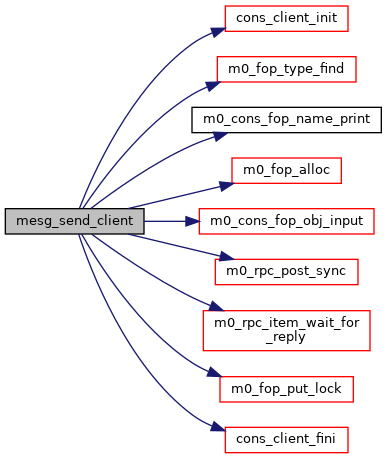 cons_client_init
m0_fop_type_find
m0_cons_fop_name_print
m0_fop_alloc
mesg_send_client
m0_cons_fop_obj_input
m0_rpc_post_sync
m0_rpc_item_wait_for
_reply
m0_fop_put_lock
cons_client_fini